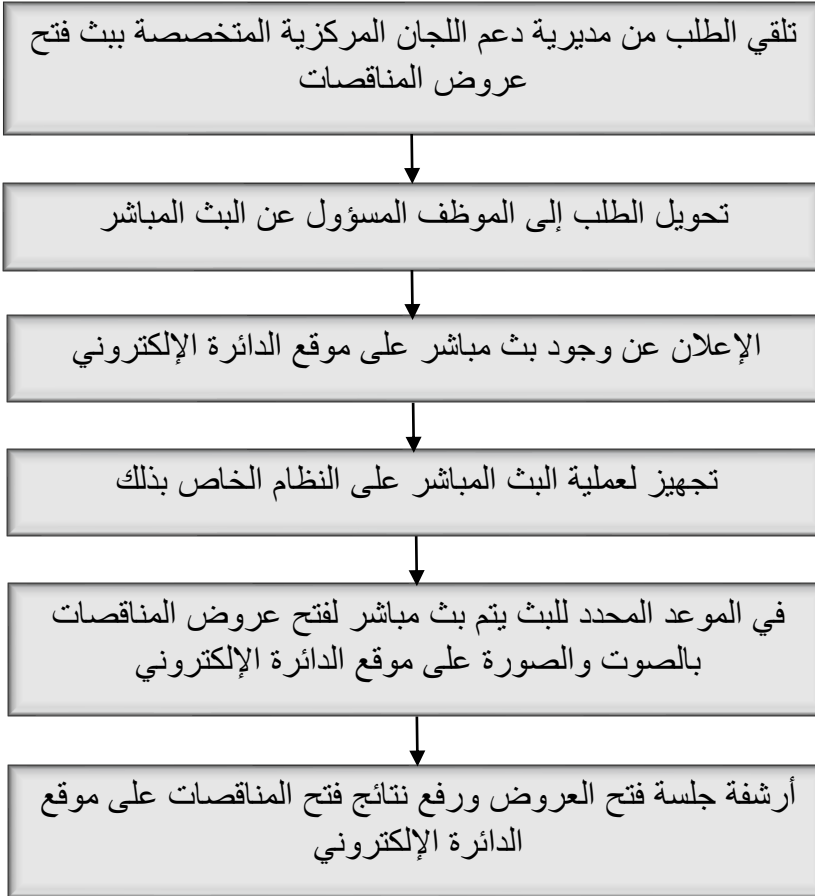 تلقي الطلب من مديرية دعم اللجان المركزية المتخصصة ببث فتح
عروض المناقصات
تحويل الطلب إلى الموظف المسؤول عن البث المباشر
الإعلان عن وجود بث مباشر على موقع الدائرة الإلكتروني
تجهيز لعملية البث المباشر على النظام الخاص بذلك
في الموعد المحدد للبث يتم بث مباشر لفتح عروض المناقصات
بالصوت والصورة على موقع الدائرة الإلكتروني
أرشفة جلسة فتح العروض ورفع نتائج فتح المناقصات على موقع
الدائرة الإلكتروني